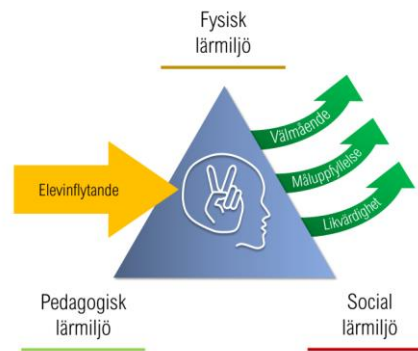 Fysisk
lärmiljö
Välmående
Måluppfyllelse
Likvärdighet
Elevinflytande
Pedagogisk
lärmiljö
Social
lärmiljö